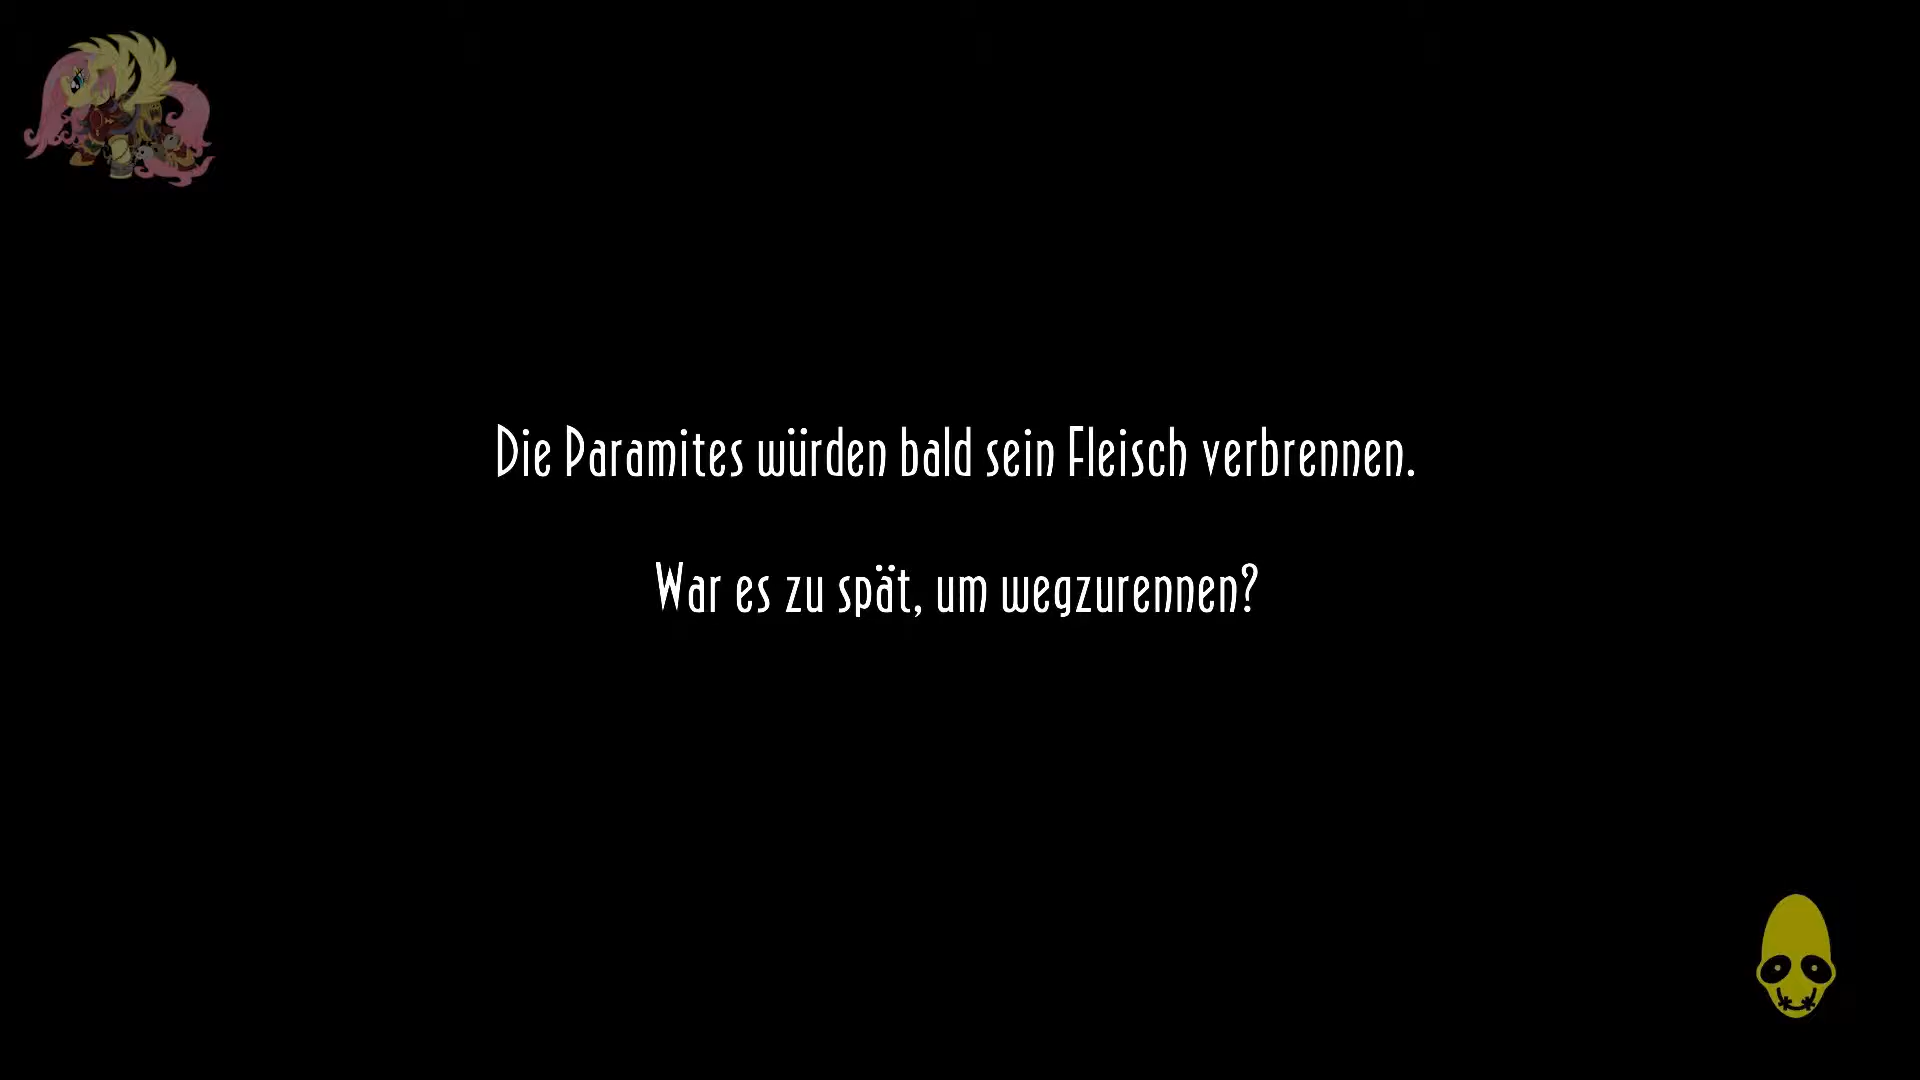 Die Paramites würden bald sein Fleisch verbrennen.
War es zu spät, um wegzurennen?